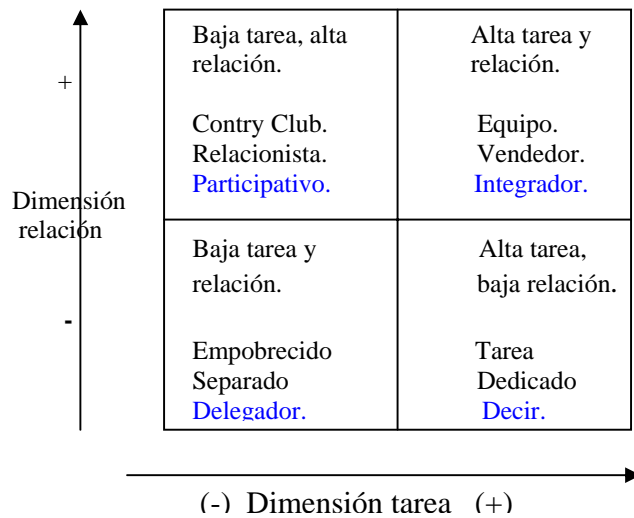 Baja tarea, alta
relación.
Contry Club.
Relacionista.
Participativo.
Alta tarea y
relación.
Equipo.
Vendedor.
Integrador.
+
Dimensión
relación
-
Baja tarea y
relación.
Empobrecido
Separado
Delegador.
Alta tarea,
baja relación.
Tarea
Dedicado
Decir.
(-) Dimensión tarea (+)